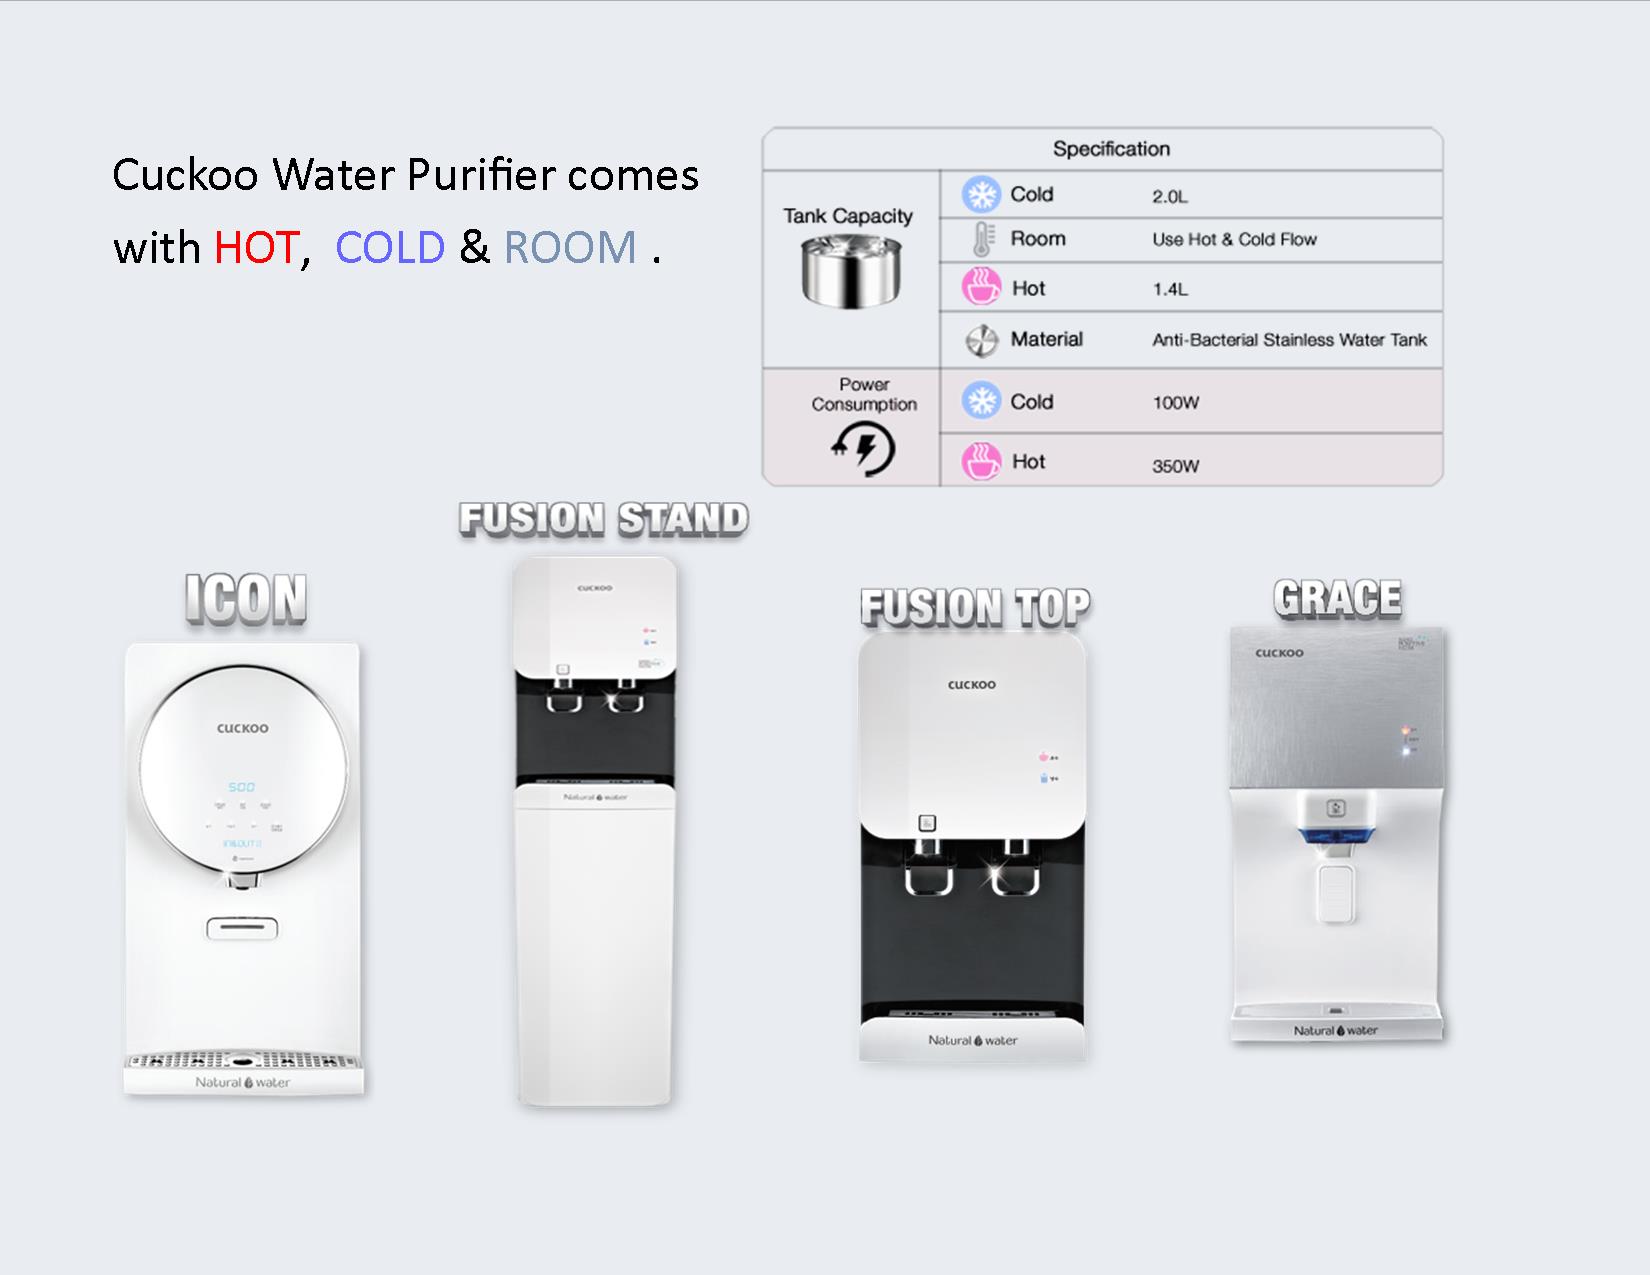 Cuckoo Water Purifier comes
with HOT, COLD & ROOM .
Specification
Tank Capacity
Cold 2.0L
Room Use Hot & Cold Flow
Hot 1.4L
Material Anti-Bacterial Stainless Water Tank
Power
Consumption
Cold 100W
Hot 350W
ICON
FUSION STAND
FUSION TOP
GRACE
CUCKOO
500
IN&OUT
Natural water
CUCKOO
Natural water
CUCKOO
Natural water
CUCKOO
Natural water